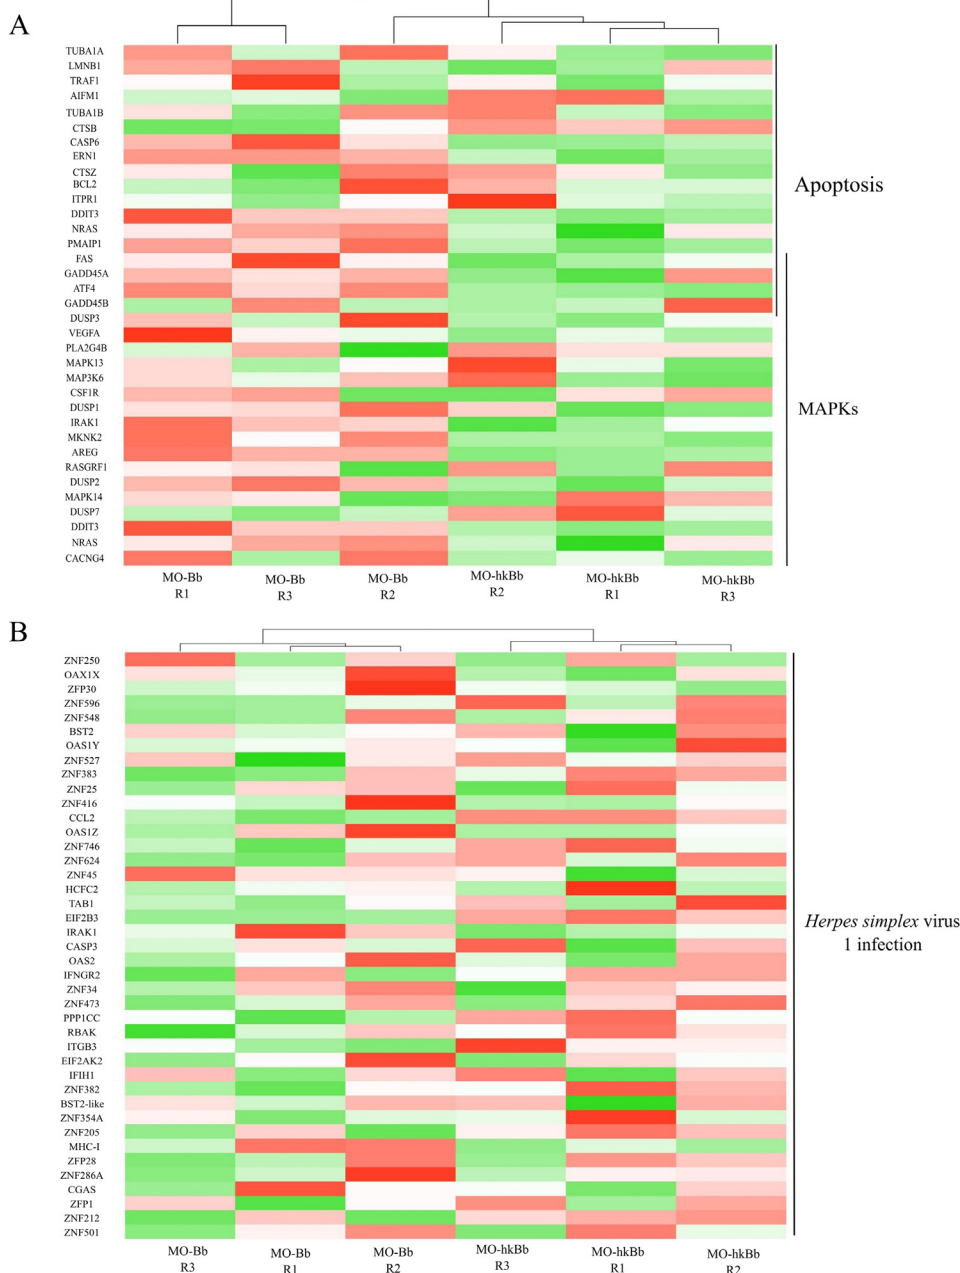 A
TUBA1A
LMNB1
TRAF1
AIFM1
TUBA1B
CTSB
CASP6
ERN1
CTSZ
BCL2
ITPR1
DDIT3
NRAS
PMAIP1
FAS
GADD45A
ATF4
GADD45B
DUSP3
VEGFA
PLA2G4B
MAPK13
MAP3K6
CSF1R
DUSP1
IRAK1
MKNK2
AREG
RASGRF1
DUSP2
MAPK14
DUSP7
DDIT3
NRAS
CACNG4
Apoptosis
MAPKs
MO-Bb MO-Bb MO-Bb MO-hkBb MO-hkBb MO-hkBb
R1 R3 R2 R2 R1 R3
B
ZNF250
OAX1X
ZFP30
ZNF596
ZNF548
BST2
OAS1Y
ZNF527
ZNF383
ZNF25
ZNF416
CCL2
OAS1Z
ZNF746
ZNF624
ZNF45
HCFC2
TAB1
EIF2B3
IRAK1
CASP3
OAS2
IFNGR2
ZNF34
ZNF473
PPP1CC
RBAK
ITGB3
EIF2AK2
IFIH1
ZNF382
BST2-like
ZNF354A
ZNF205
MHC-I
ZFP28
ZNF286A
CGAS
ZFP1
ZNF212
ZNF501
Herpes simplex virus
1 infection
MO-Bb MO-Bb MO-Bb MO-hkBb MO-hkBb MO-hkBb
R3 R1 R2 R3 R1 R2